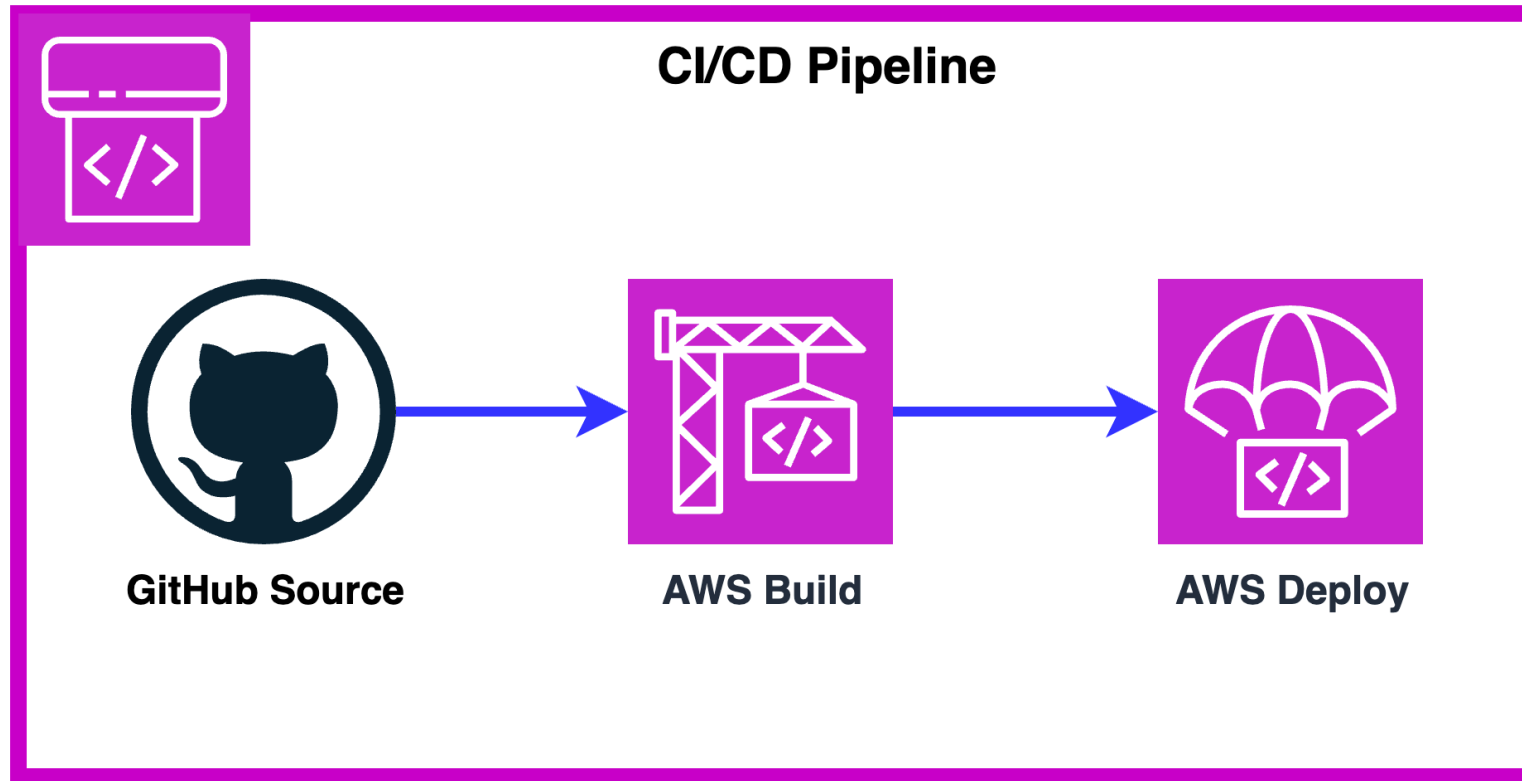 CI/CD Pipeline
</>
</>
</>
GitHub Source
AWS Build
AWS Deploy